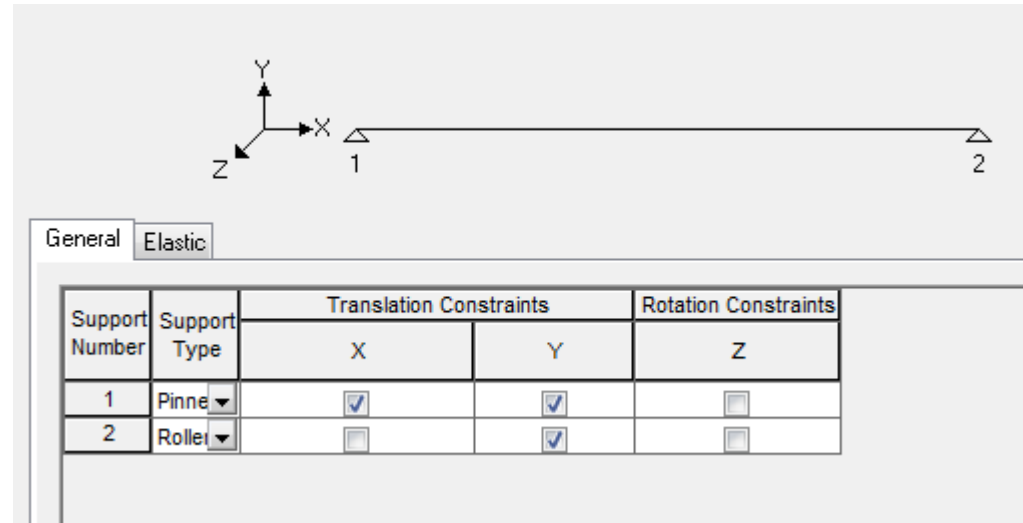 Y
X
Z
1
2
General Elastic
Support Number Support Type Translation Constraints Rotation Constraints
X Y Z
1 Pinne
2 Roller